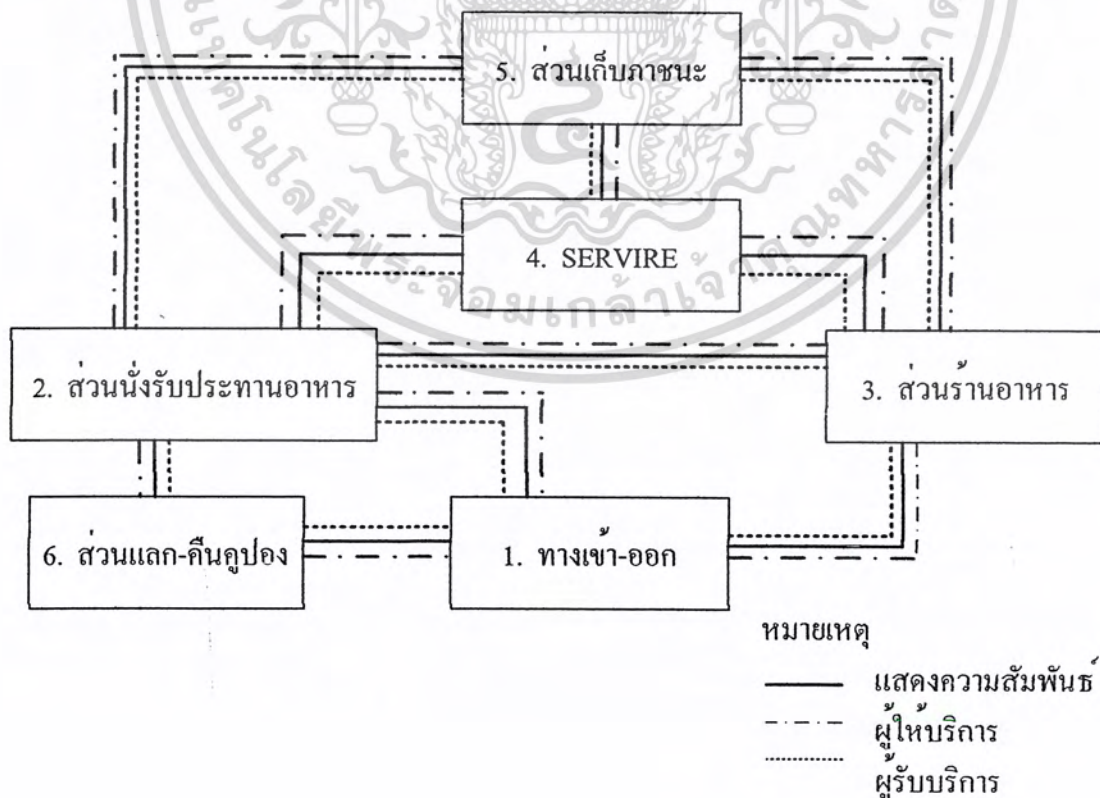 5. ส่วนเก็บภาชนะ
4. SERVIRE
2. ส่วนนั่งรับประทานอาหาร
3. ส่วนร้านอาหาร
6. ส่วนแลก-คืนคูปอง
1. ทางเข้า-ออก
หมายเหตุ
แสดงความสัมพันธ์
ผู้ให้บริการ
ผู้รับบริการ